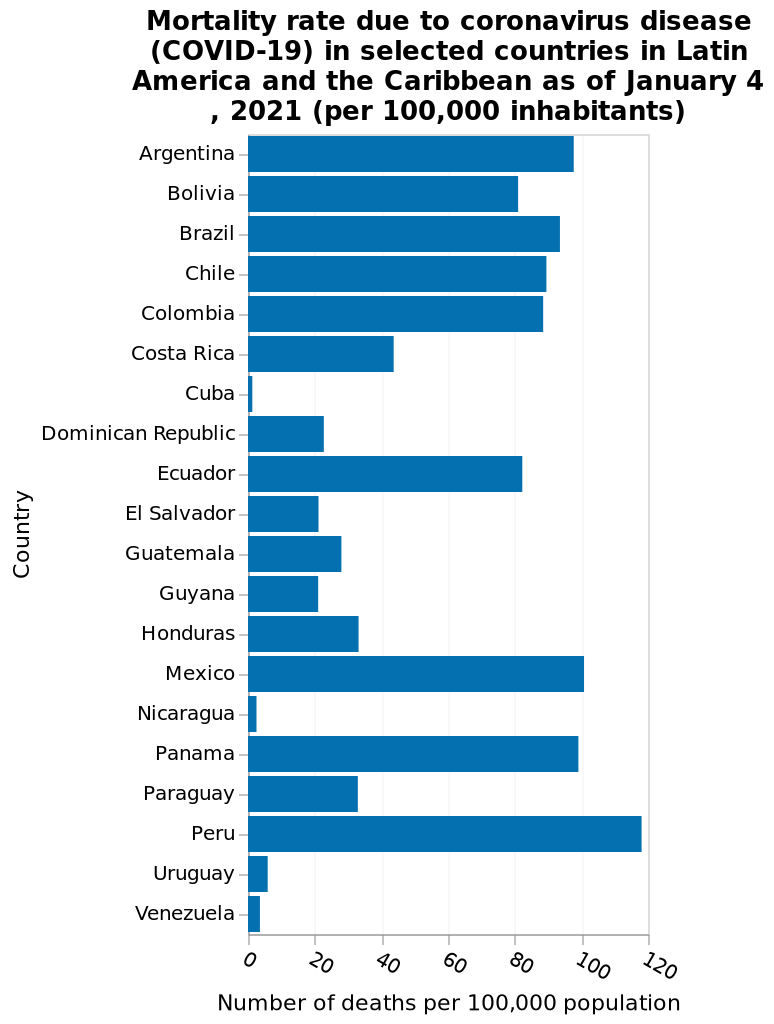 Mortality rate due to coronavirus disease
(COVID-19) in selected countries in Latin
America and the Caribbean as of January 4
, 2021 (per 100,000 inhabitants)
Country
Argentina
Bolivia
Brazil
Chile
Colombia
Costa Rica
Cuba
Dominican Republic
Ecuador
El Salvador
Guatemala
Guyana
Honduras
Mexico
Nicaragua
Panama
Paraguay
Peru
Uruguay
Venezuela
0 20 40 60 80 100 120
Number of deaths per 100,000 population